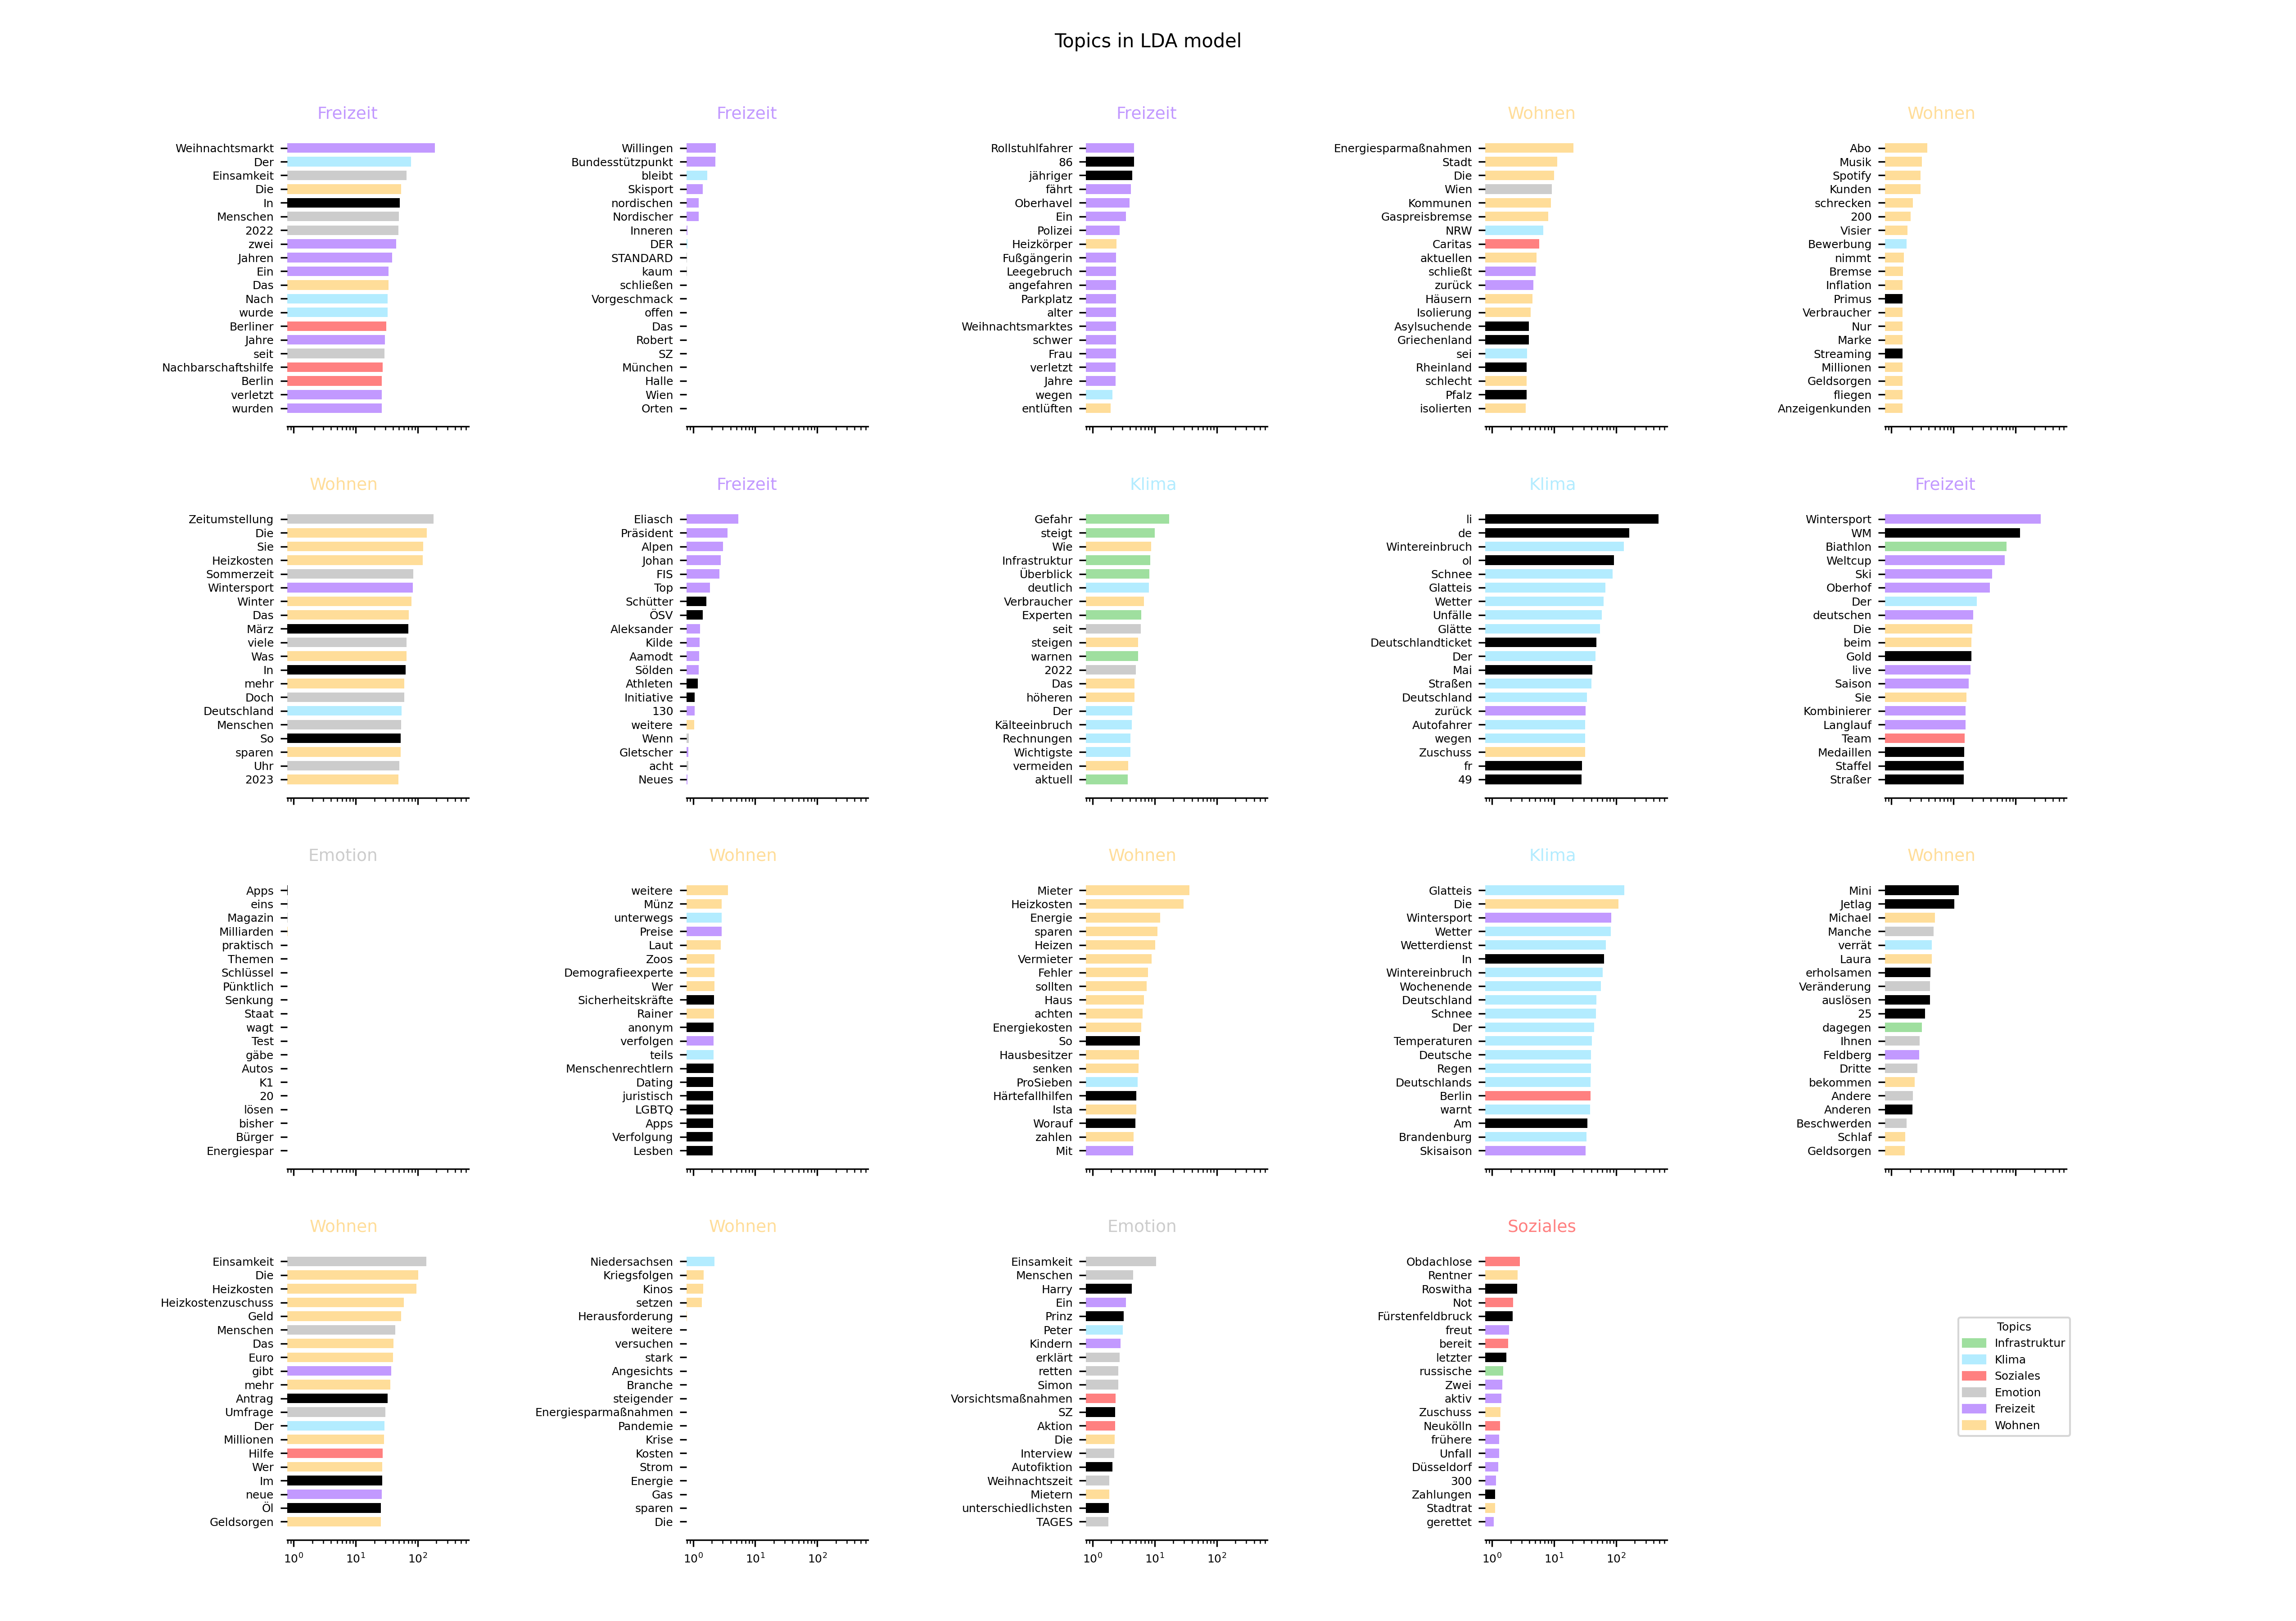 Topics in LDA model
Freizeit
Weihnachtsmarkt
Der
Einsamkeit
Die
In
Menschen
2022
zwei
Jahren
Ein
Das
Nach
wurde
Berliner
Jahre
seit
Nachbarschaftshilfe
Berlin
verletzt
wurden
Freizeit
Willingen
Bundesstützpunkt
bleibt
Skisport
nordischen
Nordischer
Inneren
DER
STANDARD
kaum
schließen
Vorgeschmack
offen
Das
Robert
SZ
München
Halle
Wien
Orten
Freizeit
Rollstuhlfahrer
86
jähriger
fährt
Oberhavel
Ein
Polizei
Heizkörper
Fußgängerin
Leegebruch
angefahren
Parkplatz
alter
Weihnachtsmarktes
schwer
Frau
verletzt
Jahre
wegen
entlüften
Wohnen
Energiesparmaßnahmen
Stadt
Die
Wien
Kommunen
Gaspreisbremse
NRW
Caritas
aktuellen
schließt
zurück
Häusern
Isolierung
Asylsuchende
Griechenland
sei
Rheinland
schlecht
Pfalz
isolierten
Wohnen
Abo
Musik
Spotify
Kunden
schrecken
200
Visier
Bewerbung
nimmt
Bremse
Inflation
Primus
Verbraucher
Nur
Marke
Streaming
Millionen
Geldsorgen
fliegen
Anzeigenkunden
Wohnen
Zeitumstellung
Die
Sie
Heizkosten
Sommerzeit
Wintersport
Winter
Das
März
viele
Was
In
mehr
Doch
Deutschland
Menschen
So
sparen
Uhr
2023
Freizeit
Eliasch
Präsident
Alpen
Johan
FIS
Top
Schütter
ÖSV
Aleksander
Kilde
Aamodt
Sölden
Athleten
Initiative
130
weitere
Wenn
Gletscher
acht
Neues
Klima
Gefahr
steigt
Wie
Infrastruktur
Überblick
deutlich
Verbraucher
Experten
seit
steigen
warnen
2022
Das
höheren
Der
Kälteeinbruch
Rechnungen
Wichtigste
vermeiden
aktuell
Klima
li
de
Wintereinbruch
ol
Schnee
Glatteis
Wetter
Unfälle
Glätte
Deutschlandticket
Der
Mai
Straßen
Deutschland
zurück
Autofahrer
wegen
Zuschuss
fr
49
Freizeit
Wintersport
WM
Biathlon
Weltcup
Ski
Oberhof
Der
deutschen
Die
beim
Gold
live
Saison
Sie
Kombinierer
Langlauf
Team
Medaillen
Staffel
Straßer
Emotion
Apps
eins
Magazin
Milliarden
praktisch
Themen
Schlüssel
Pünktlich
Senkung
Staat
wagt
Test
gäbe
Autos
K1
20
lösen
bisher
Bürger
Energiespar
Wohnen
weitere
Münz
unterwegs
Preise
Laut
Zoos
Demografieexperte
Wer
Sicherheitskräfte
Rainer
anonym
verfolgen
teils
Menschenrechtlern
Dating
juristisch
LGBTQ
Apps
Verfolgung
Lesben
Wohnen
Mieter
Heizkosten
Energie
sparen
Heizen
Vermieter
Fehler
sollten
Haus
achten
Energiekosten
So
Hausbesitzer
senken
ProSieben
Härtefallhilfen
Ista
Worauf
zahlen
Mit
Klima
Glatteis
Die
Wintersport
Wetter
Wetterdienst
In
Wintereinbruch
Wochenende
Deutschland
Schnee
Der
Temperaturen
Deutsche
Regen
Deutschlands
Berlin
warnt
Am
Brandenburg
Skisaison
Wohnen
Mini
Jetlag
Michael
Manche
verrät
Laura
erholsamen
Veränderung
auslösen
25
dagegen
Ihnen
Feldberg
Dritte
bekommen
Andere
Anderen
Beschwerden
Schlaf
Geldsorgen
Wohnen
Einsamkeit
Die
Heizkosten
Heizkostenzuschuss
Geld
Menschen
Das
Euro
gibt
mehr
Antrag
Umfrage
Der
Millionen
Hilfe
Wer
Im
neue
Öl
Geldsorgen
10⁰ 10¹ 10²
Wohnen
Niedersachsen
Kriegsfolgen
Kinos
setzen
Herausforderung
weitere
versuchen
stark
Angesichts
Branche
steigender
Energiesparmaßnahmen
Pandemie
Krise
Kosten
Strom
Energie
Gas
sparen
Die
10⁰ 10¹ 10²
Emotion
Einsamkeit
Menschen
Harry
Ein
Prinz
Peter
Kindern
erklärt
retten
Simon
Vorsichtsmaßnahmen
SZ
Aktion
Die
Interview
Autofiktion
Weihnachtszeit
Mietern
unterschiedlichsten
TAGES
10⁰ 10¹ 10²
Soziales
Obdachlose
Rentner
Roswitha
Not
Fürstenfeldbruck
freut
bereit
letzter
russische
Zwei
aktiv
Zuschuss
Neukölln
frühere
Unfall
Düsseldorf
300
Zahlungen
Stadtrat
gerettet
10⁰ 10¹ 10²
Topics
Infrastruktur
Klima
Soziales
Emotion
Freizeit
Wohnen